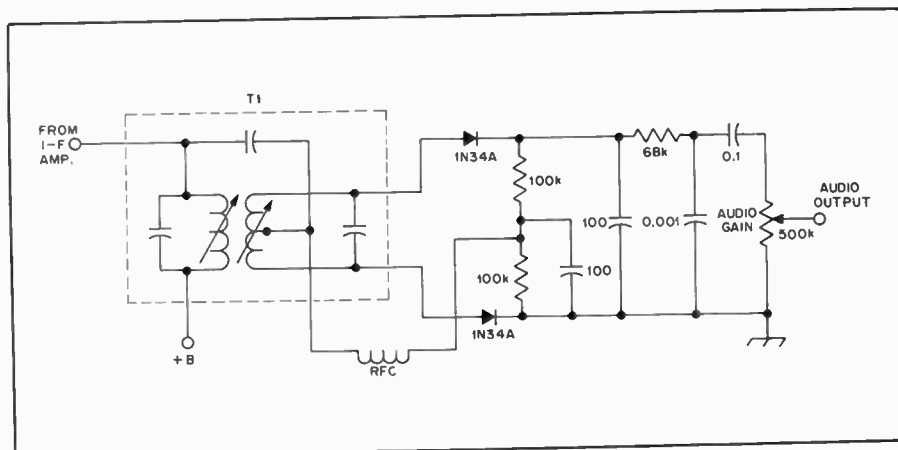 T1
FROM
I-F
AMP.
1N34A
68k
0.1
100k
AUDIO
OUTPUT
100
0.001
AUDIO
GAIN
500k
100k
100
1N34A
+B
RFC